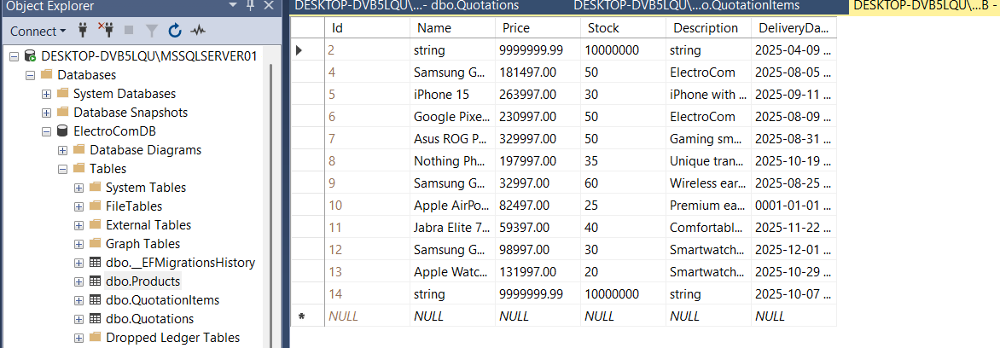 Object Explorer
Connect
DESKTOP-DVB5LQU\MSSQLSERVER01
Databases
System Databases
Database Snapshots
ElectroComDB
Database Diagrams
Tables
System Tables
FileTables
External Tables
Graph Tables
dbo.__EFMigrationsHistory
dbo.Products
dbo.QuotationItems
dbo.Quotations
Dropped Ledger Tables
DESKTOP-DVB5LQU\...- dbo.Quotations DESKTOP-DVB5LQU\...o.QuotationItems DESKTOP-DVB5LQU\...B -
Id Name Price Stock Description DeliveryDa...
2 string 9999999.99 10000000 string 2025-04-09 ...
4 Samsung G... 181497.00 50 ElectroCom 2025-08-05 ...
5 iPhone 15 263997.00 30 iPhone with ... 2025-09-11 ...
6 Google Pixe... 230997.00 50 ElectroCom 2025-08-09 ...
7 Asus ROG P... 329997.00 50 Gaming sm... 2025-08-31 ...
8 Nothing Ph... 197997.00 35 Unique tran... 2025-10-19 ...
9 Samsung G... 32997.00 60 Wireless ear... 2025-08-25 ...
10 Apple AirPo... 82497.00 25 Premium ea... 0001-01-01 ...
11 Jabra Elite 7... 59397.00 40 Comfortabl... 2025-11-22 ...
12 Samsung G... 98997.00 30 Smartwatch... 2025-12-01 ...
13 Apple Watc... 131997.00 20 Smartwatch... 2025-10-29 ...
14 string 9999999.99 10000000 string 2025-10-07 ...
NULL NULL NULL NULL NULL NULL